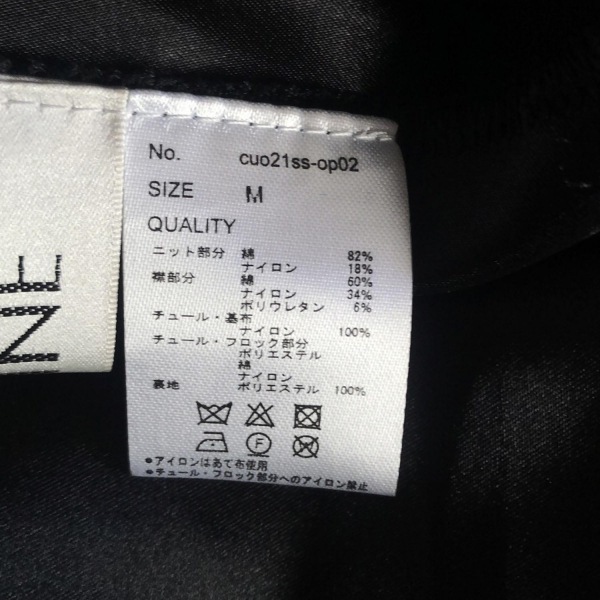 No. cuo21ss-op02
SIZE M
QUALITY
ニット部分 綿 82%
ナイロン 18%
襟部分 綿 60%
ナイロン 34%
ポリウレタン 6%
チュール・基布
ナイロン 100%
チュール・フロック部分
ポリエステル
綿
ナイロン
裏地 ポリエステル 100%
F
W
●アイロンはあて布使用
●チュール・フロック部分へのアイロン禁止
NE